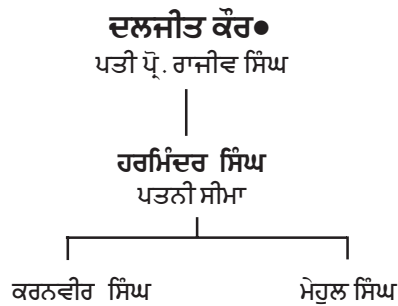 ਦਲਜੀਤ ਕੌਰ●
ਪਤੀ ਪ੍ਰੋ. ਰਾਜੀਵ ਸਿੰਘ
ਹਰਮਿੰਦਰ ਸਿੰਘ
ਪਤਨੀ ਸੀਮਾ
ਕਰਨਵੀਰ ਸਿੰਘ ਮੇਹੁਲ ਸਿੰਘ